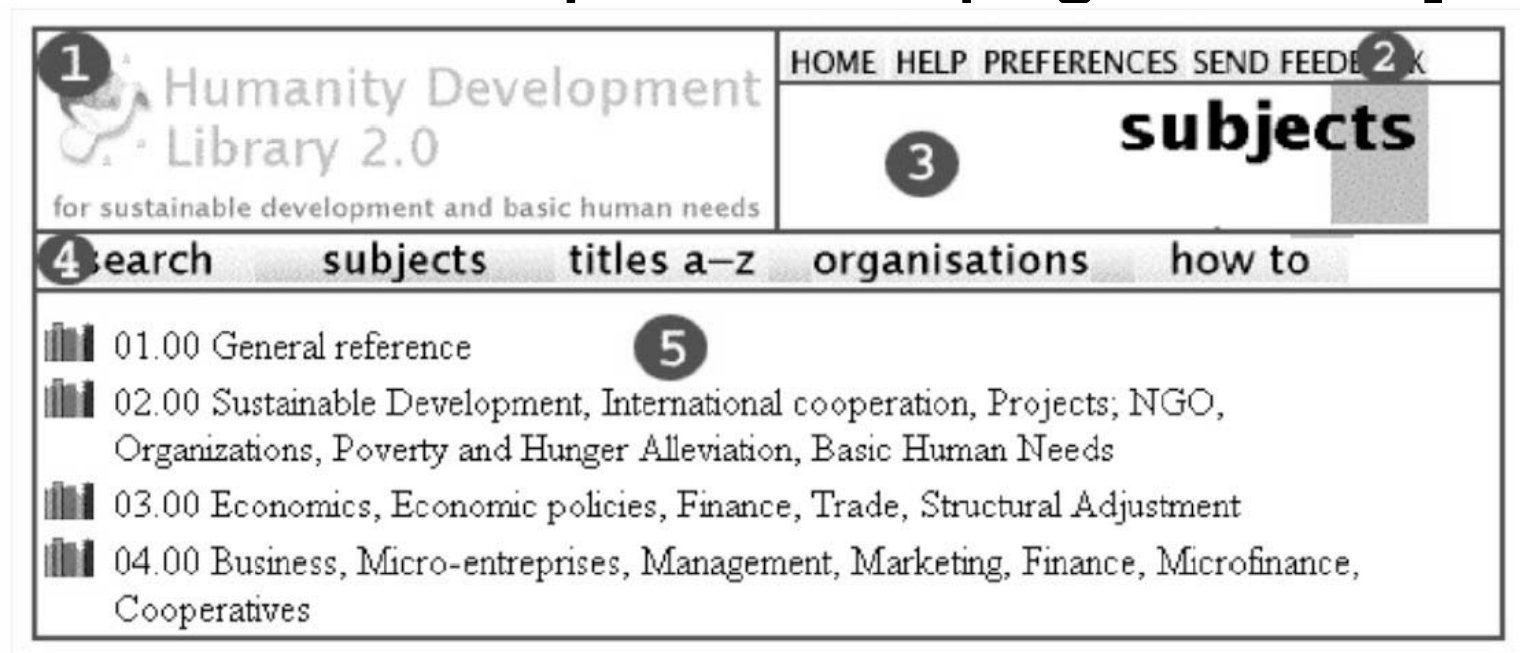 1
Humanity Development
Library 2.0
for sustainable development and basic human needs
HOME HELP PREFERENCES SEND 2
3
subjects
4 search subjects titles a–z organisations how to
5
01.00 General reference
02.00 Sustainable Development, International cooperation, Projects; NGO,
Organizations, Poverty and Hunger Alleviation, Basic Human Needs
03.00 Economics, Economic policies, Finance, Trade, Structural Adjustment
04.00 Business, Micro-entreprises, Management, Marketing, Finance, Microfinance,
Cooperatives